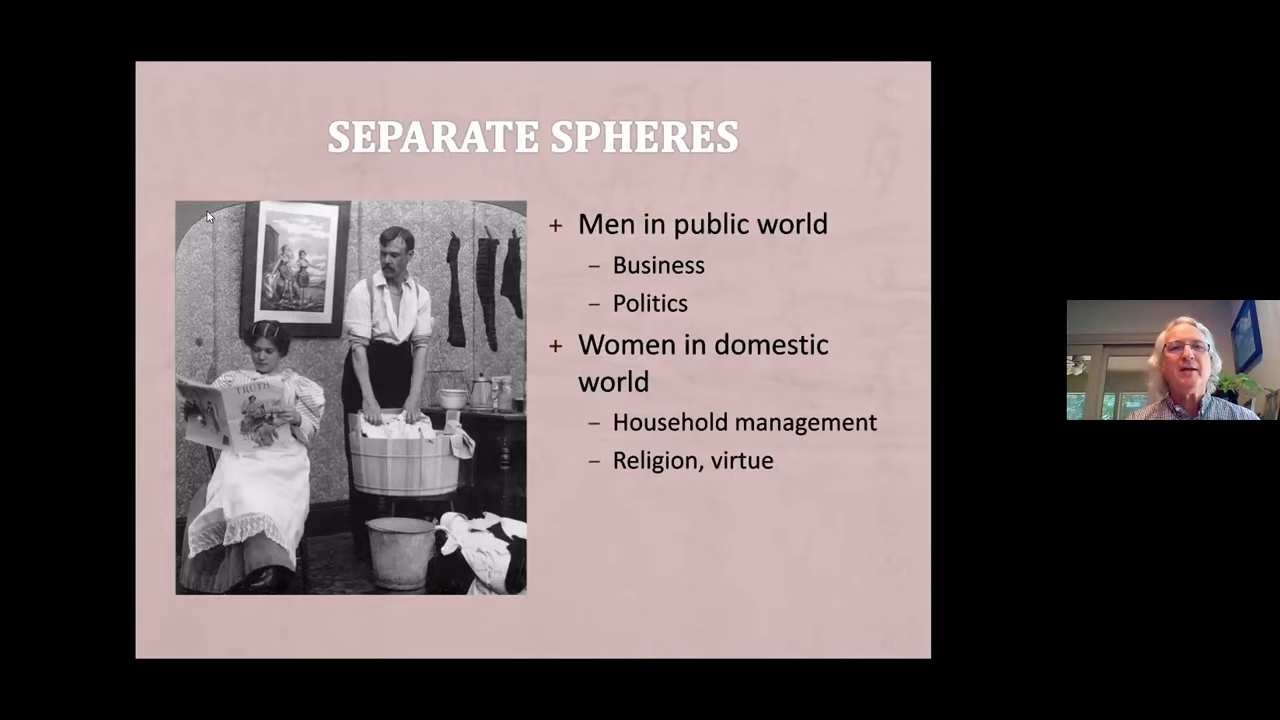 SEPARATE SPHERES
+ Men in public world
– Business
– Politics
+ Women in domestic
world
– Household management
– Religion, virtue
TRUTH